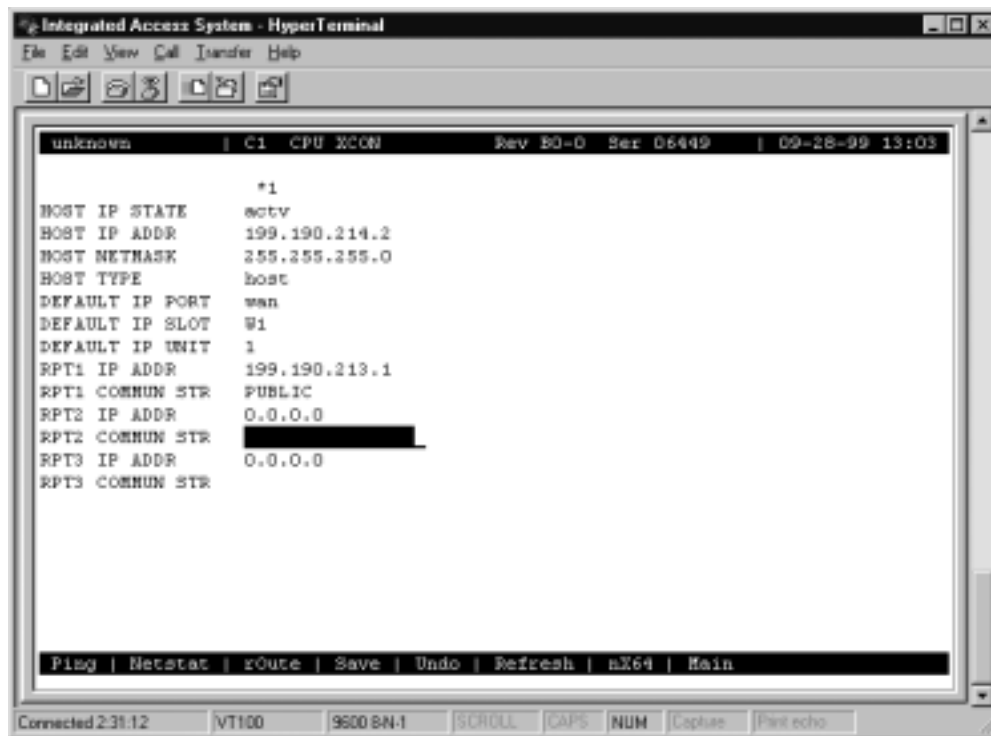 Integrated Access System - HyperTerminal
File Edit View Call Transfer Help
unknown | C1 CPU XCON Rev B0-0 Ser 06449 | 09-28-99 13:03
*1
HOST IP STATE actv
HOST IP ADDR 199.190.214.2
HOST NETMASK 255.255.255.0
HOST TYPE host
DEFAULT IP PORT wan
DEFAULT IP SLOT W1
DEFAULT IP UNIT 1
RPT1 IP ADDR 199.190.213.1
RPT1 COMMUN STR PUBLIC
RPT2 IP ADDR 0.0.0.0
RPT2 COMMUN STR
RPT3 IP ADDR 0.0.0.0
RPT3 COMMUN STR
Ping | Netstat | rOute | Save | Undo | Refresh | nX64 | Main
Connected 2:31:12 VT100 9600 8-N-1 SCROLL CAPS NUM Capture Print echo